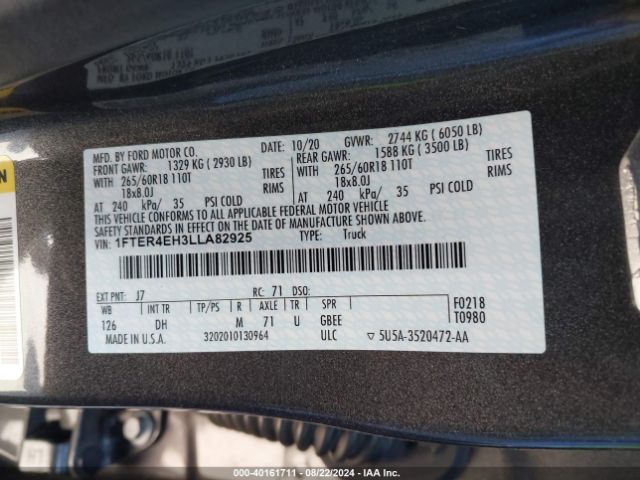 MFD. BY FORD MOTOR CO.
DATE: 10/20
GVWR: 2744 KG ( 6050 LB)
FRONT GAWR: 1329 KG ( 2930 LB)
REAR GAWR: 1588 KG ( 3500 LB)
WITH 265/60R18 110T TIRES
WITH 265/60R18 110T TIRES
18x8.0J RIMS
18x8.0J RIMS
AT 240 kPa/ 35 PSI COLD
AT 240 kPa/ 35 PSI COLD
THIS VEHICLE CONFORMS TO ALL APPLICABLE FEDERAL MOTOR VEHICLE
SAFETY STANDARDS IN EFFECT ON THE DATE OF MANUFACTURE SHOWN ABOVE.
VIN: 1FTER4EH3LLA82925
TYPE: Truck
EXT PNT: J7 RC: 71 DSO:
WB INT TR TP/PS R AXLE TR SPR
126 DH M 71 U GBEE
F0218
T0980
MADE IN U.S.A. 3202010130964 ULC ▽ 5U5A-3520472-AA
000-40161711 - 08/22/2024 - IAA Inc.